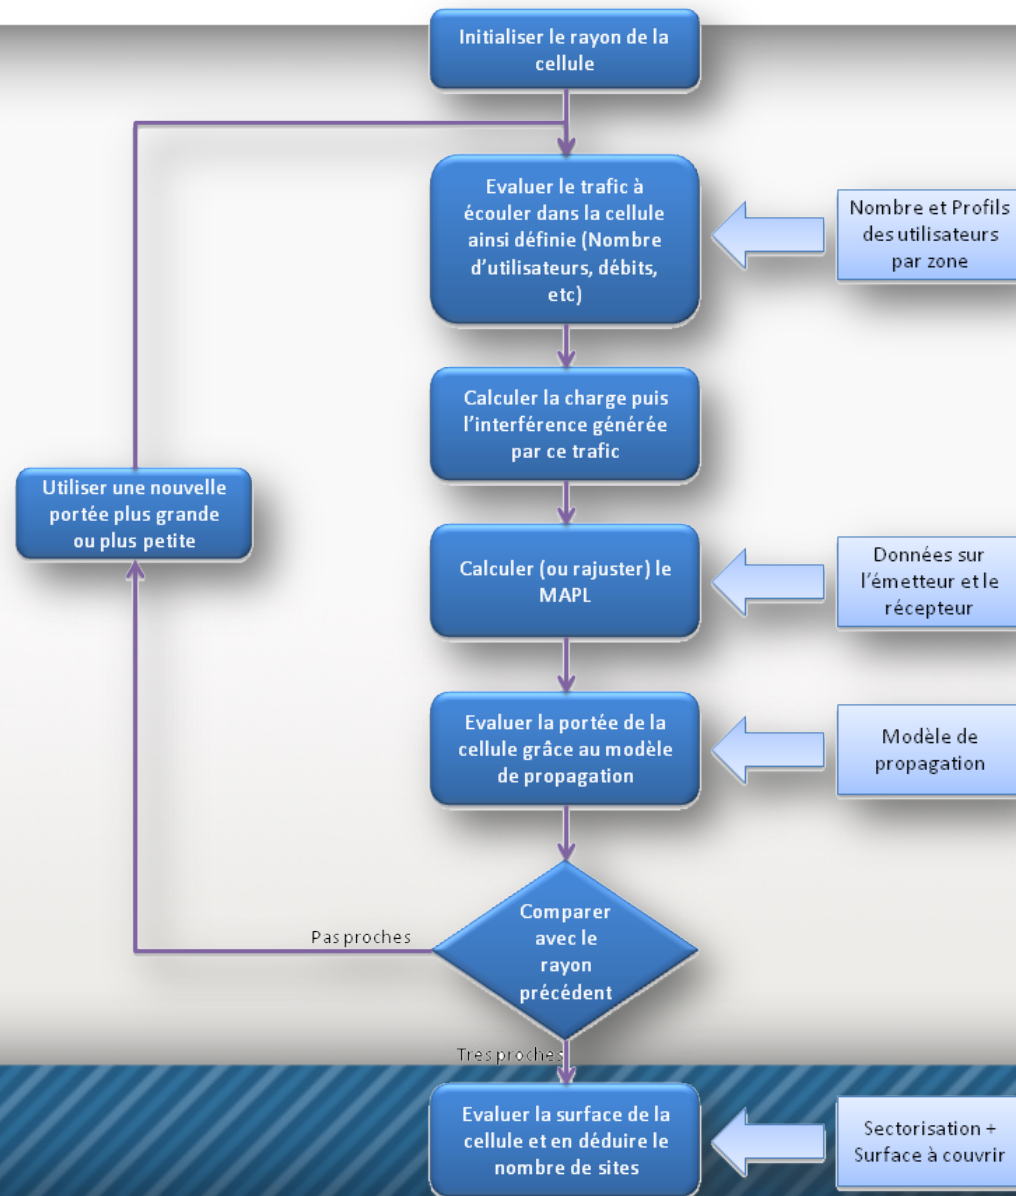 Initialiser le rayon de la
cellule
Evaluer le trafic à
écouler dans la cellule
ainsi définie (Nombre
d'utilisateurs, débits,
etc)
Nombre et Profils
des utilisateurs
par zone
Calculer la charge puis
l'interférence générée
par ce trafic
Utiliser une nouvelle
portée plus grande
ou plus petite
Calculer (ou rajuster) le
MAPL
Données sur
l'émetteur et le
récepteur
Evaluer la portée de la
cellule grâce au modèle
de propagation
Modèle de
propagation
Comparer
avec le
rayon
précédent
Pas proches
Tres proches
Evaluer la surface de la
cellule et en déduire le
nombre de sites
Sectorisation +
Surface à couvrir